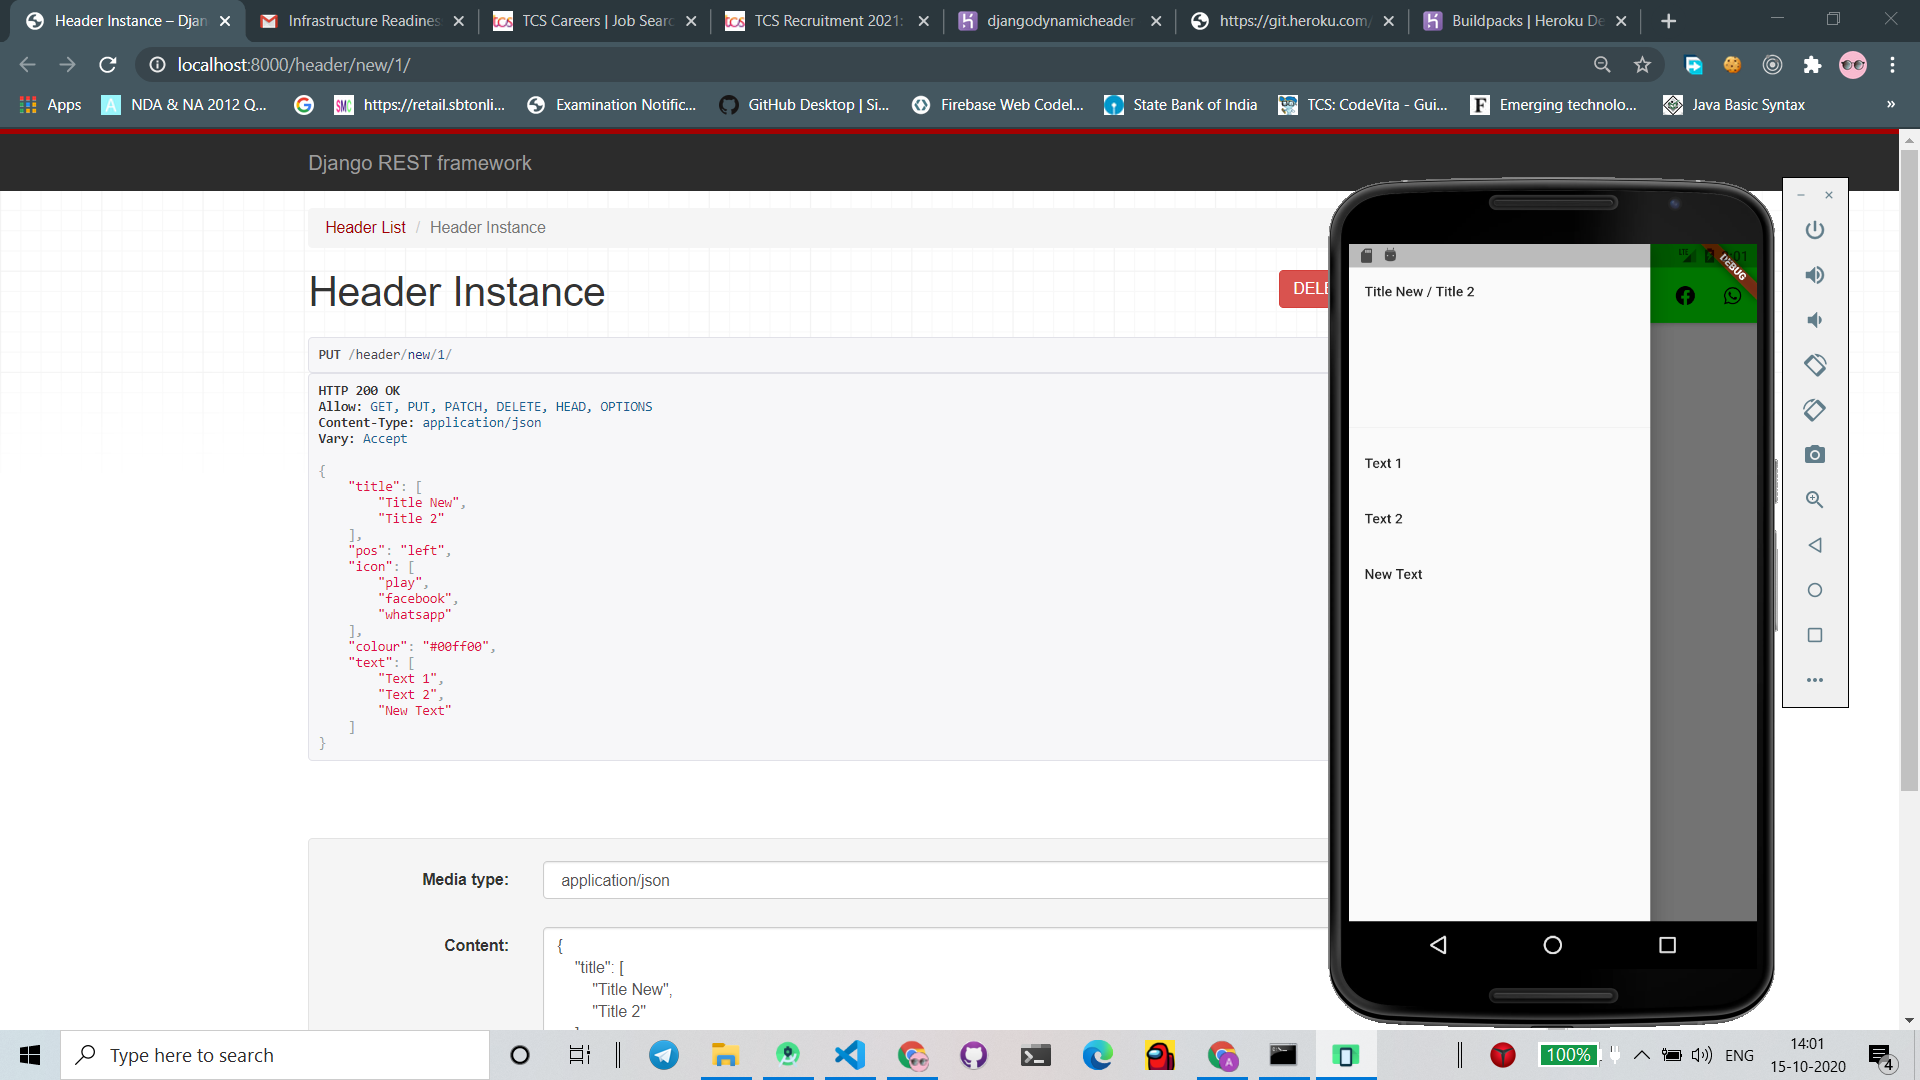 Header Instance – Djan
Infrastructure Readines
TCS Careers | Job Searc
TCS Recruitment 2021:
djangodynamicheader
https://git.heroku.com/
Buildpacks | Heroku De
localhost:8000/header/new/1/
Apps
NDA & NA 2012 Q...
SMC
https://retail.sbtonli...
Examination Notific...
GitHub Desktop | Si...
Firebase Web Codel...
State Bank of India
TCS: CodeVita - Gui...
Emerging technolo...
Java Basic Syntax
»
Django REST framework
Header List / Header Instance
Header Instance
DELE
PUT /header/new/1/
HTTP 200 OK
Allow: GET, PUT, PATCH, DELETE, HEAD, OPTIONS
Content-Type: application/json
Vary: Accept
{
"title": [
"Title New",
"Title 2"
],
"pos": "left",
"icon": [
"play",
"facebook",
"whatsapp"
],
"colour": "#00ff00",
"text": [
"Text 1",
"Text 2",
"New Text"
]
}
Media type:
application/json
Content:
{
"title": [
"Title New",
"Title 2"
DEBUG
Title New / Title 2
Text 1
Text 2
New Text
Type here to search
100%
ENG
14:01
15-10-2020
4